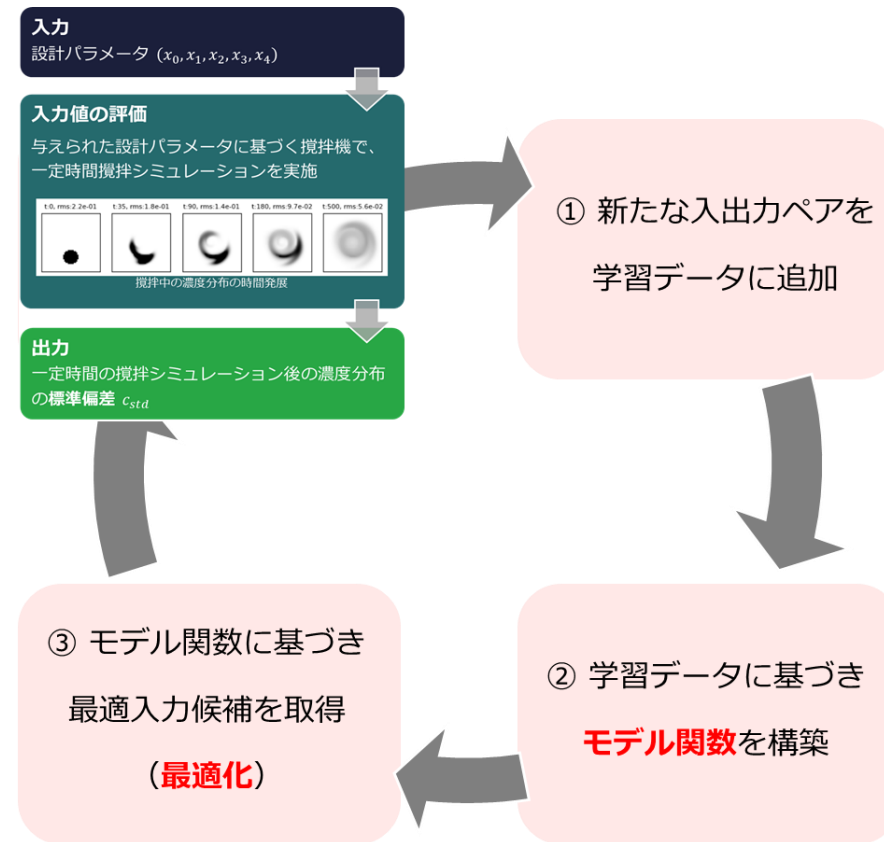 入力
設計パラメータ (x₀, x₁, x₂, x₃, x₄)
入力値の評価
与えられた設計パラメータに基づく撹拌機で、
一定時間撹拌シミュレーションを実施
t:0, rms:2.2e-01 t:35, rms:1.8e-01 t:90, rms:1.4e-01 t:180, rms:9.7e-02 t:500, rms:5.6e-02
撹拌中の濃度分布の時間発展
出力
一定時間の撹拌シミュレーション後の濃度分布
の標準偏差 c_{std}
① 新たな入出力ペアを
学習データに追加
② 学習データに基づき
モデル関数を構築
③ モデル関数に基づき
最適入力候補を取得
（最適化）